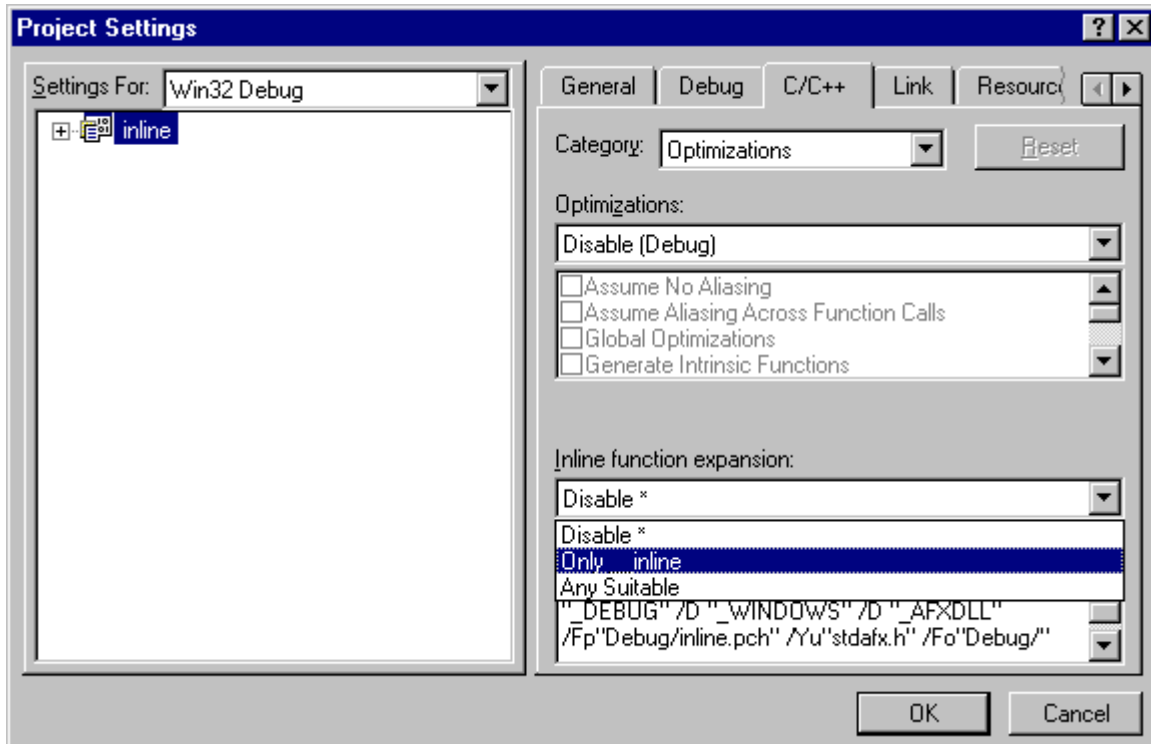 Project Settings
Settings For: Win32 Debug
inline
General Debug C/C++ Link Resourc
Category: Optimizations Reset
Optimizations:
Disable (Debug)
Assume No Aliasing
Assume Aliasing Across Function Calls
Global Optimizations
Generate Intrinsic Functions
Inline function expansion:
Disable *
Disable *
Only __inline
Any Suitable
"_DEBUG" /D "_WINDOWS" /D "_AFXDLL"
/Fp"Debug/inline.pch" /Yu"stdafx.h" /Fo"Debug/"
OK Cancel